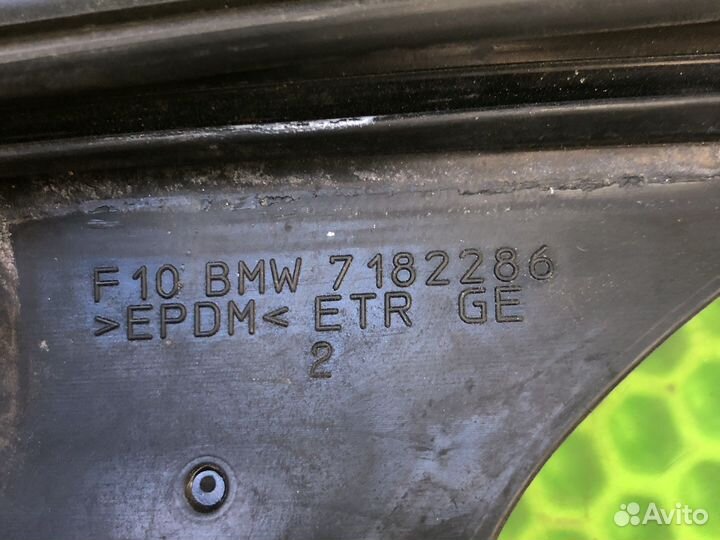 F10 BMW 7182286
>EPDM< ETR GE
2
Avito